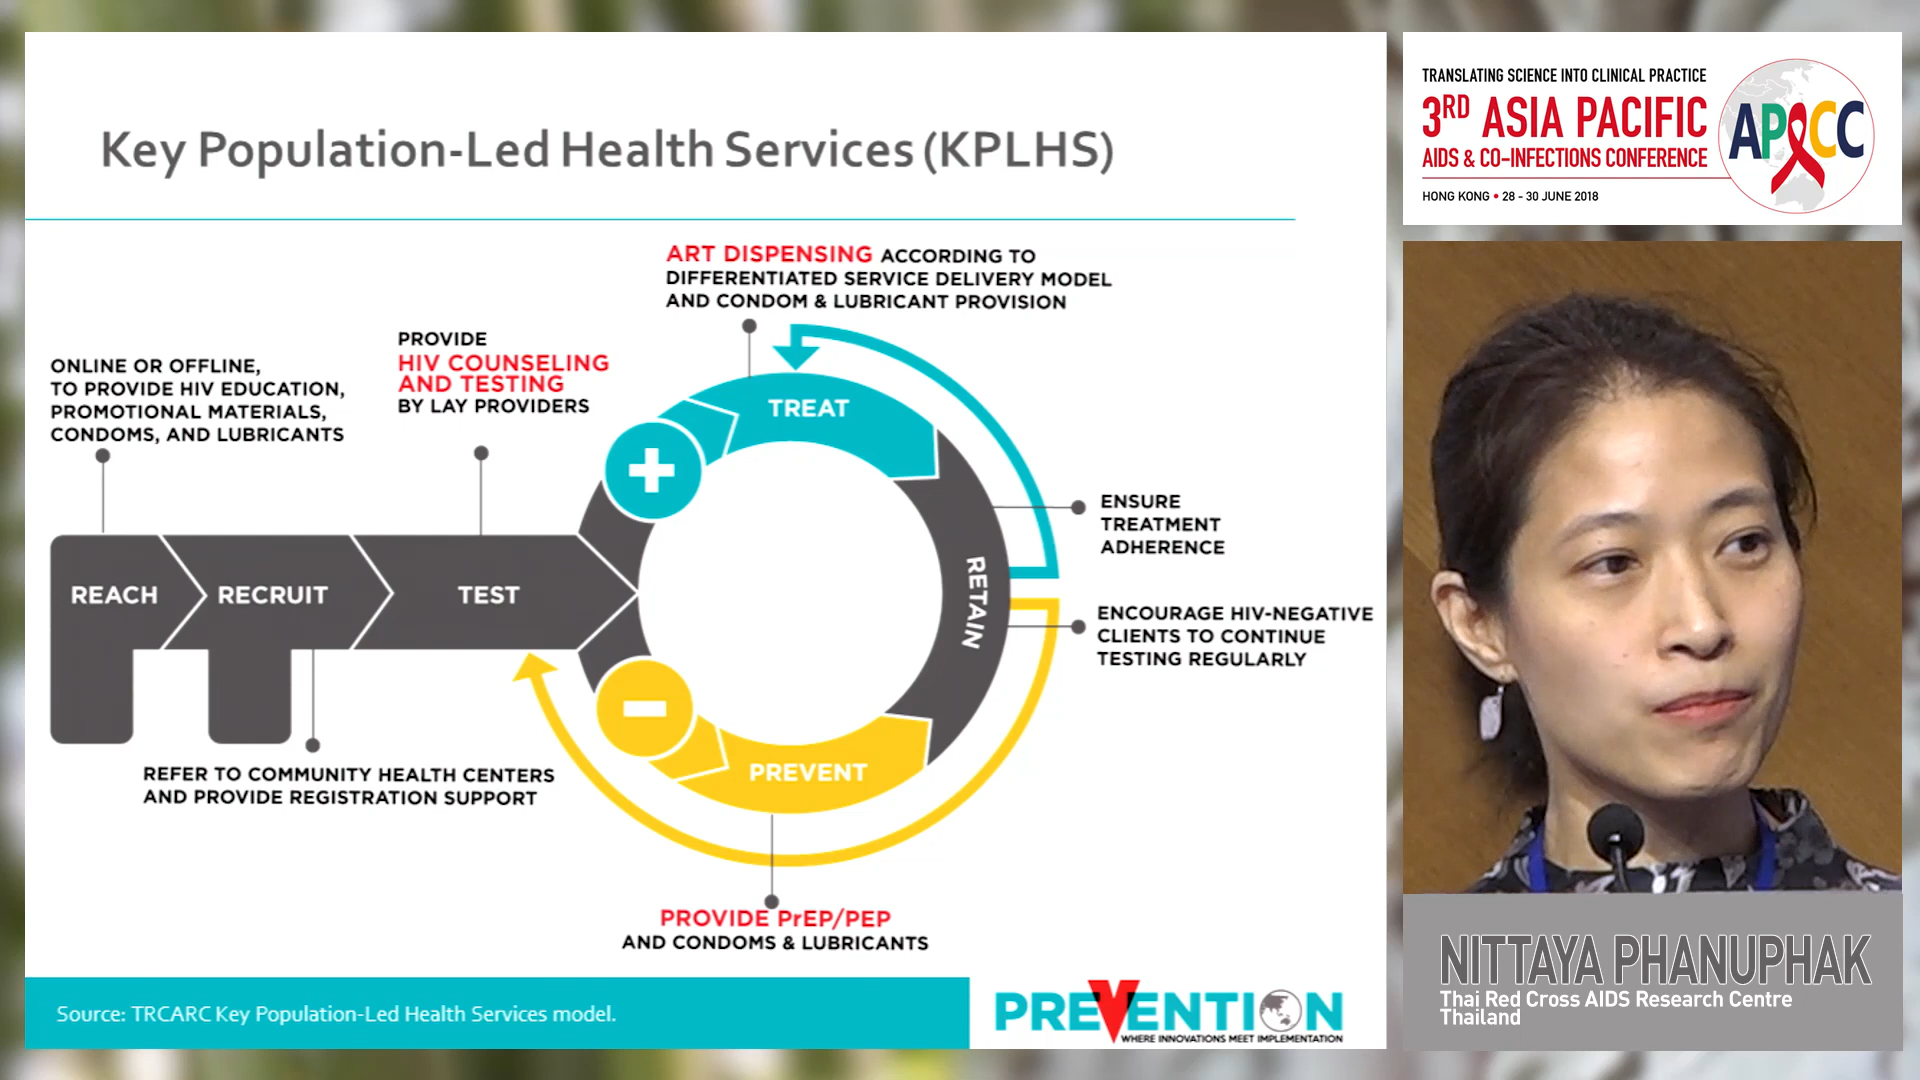 Key Population-Led Health Services (KPLHS)
ART DISPENSING ACCORDING TO
DIFFERENTIATED SERVICE DELIVERY MODEL
AND CONDOM & LUBRICANT PROVISION
ONLINE OR OFFLINE,
TO PROVIDE HIV EDUCATION,
PROMOTIONAL MATERIALS,
CONDOMS, AND LUBRICANTS
PROVIDE
HIV COUNSELING
AND TESTING
BY LAY PROVIDERS
TREAT
REACH
RECRUIT
TEST
RETAIN
ENSURE
TREATMENT
ADHERENCE
ENCOURAGE HIV-NEGATIVE
CLIENTS TO CONTINUE
TESTING REGULARLY
PREVENT
REFER TO COMMUNITY HEALTH CENTERS
AND PROVIDE REGISTRATION SUPPORT
PROVIDE PrEP/PEP
AND CONDOMS & LUBRICANTS
Source: TRCARC Key Population-Led Health Services model.
PREVENTION
WHERE INNOVATIONS MEET IMPLEMENTATION
TRANSLATING SCIENCE INTO CLINICAL PRACTICE
3RD ASIA PACIFIC
AIDS & CO-INFECTIONS CONFERENCE
HONG KONG • 28 - 30 JUNE 2018
APACC
NITTAYA PHANUPHAK
Thai Red Cross AIDS Research Centre
Thailand